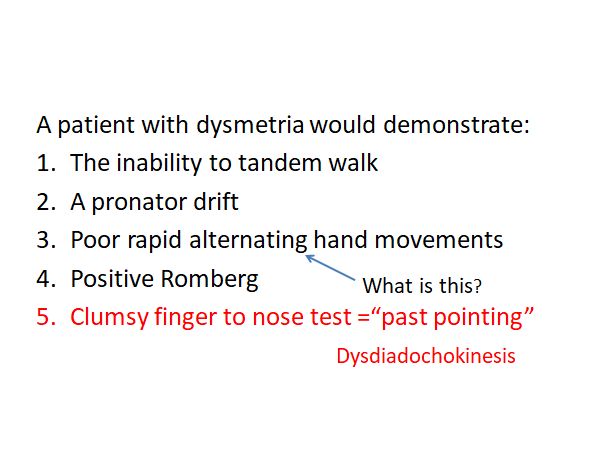 A patient with dysmetria would demonstrate:
1. The inability to tandem walk
2. A pronator drift
3. Poor rapid alternating hand movements
4. Positive Romberg
What is this?
5. Clumsy finger to nose test =“past pointing”
Dysdiadochokinesis